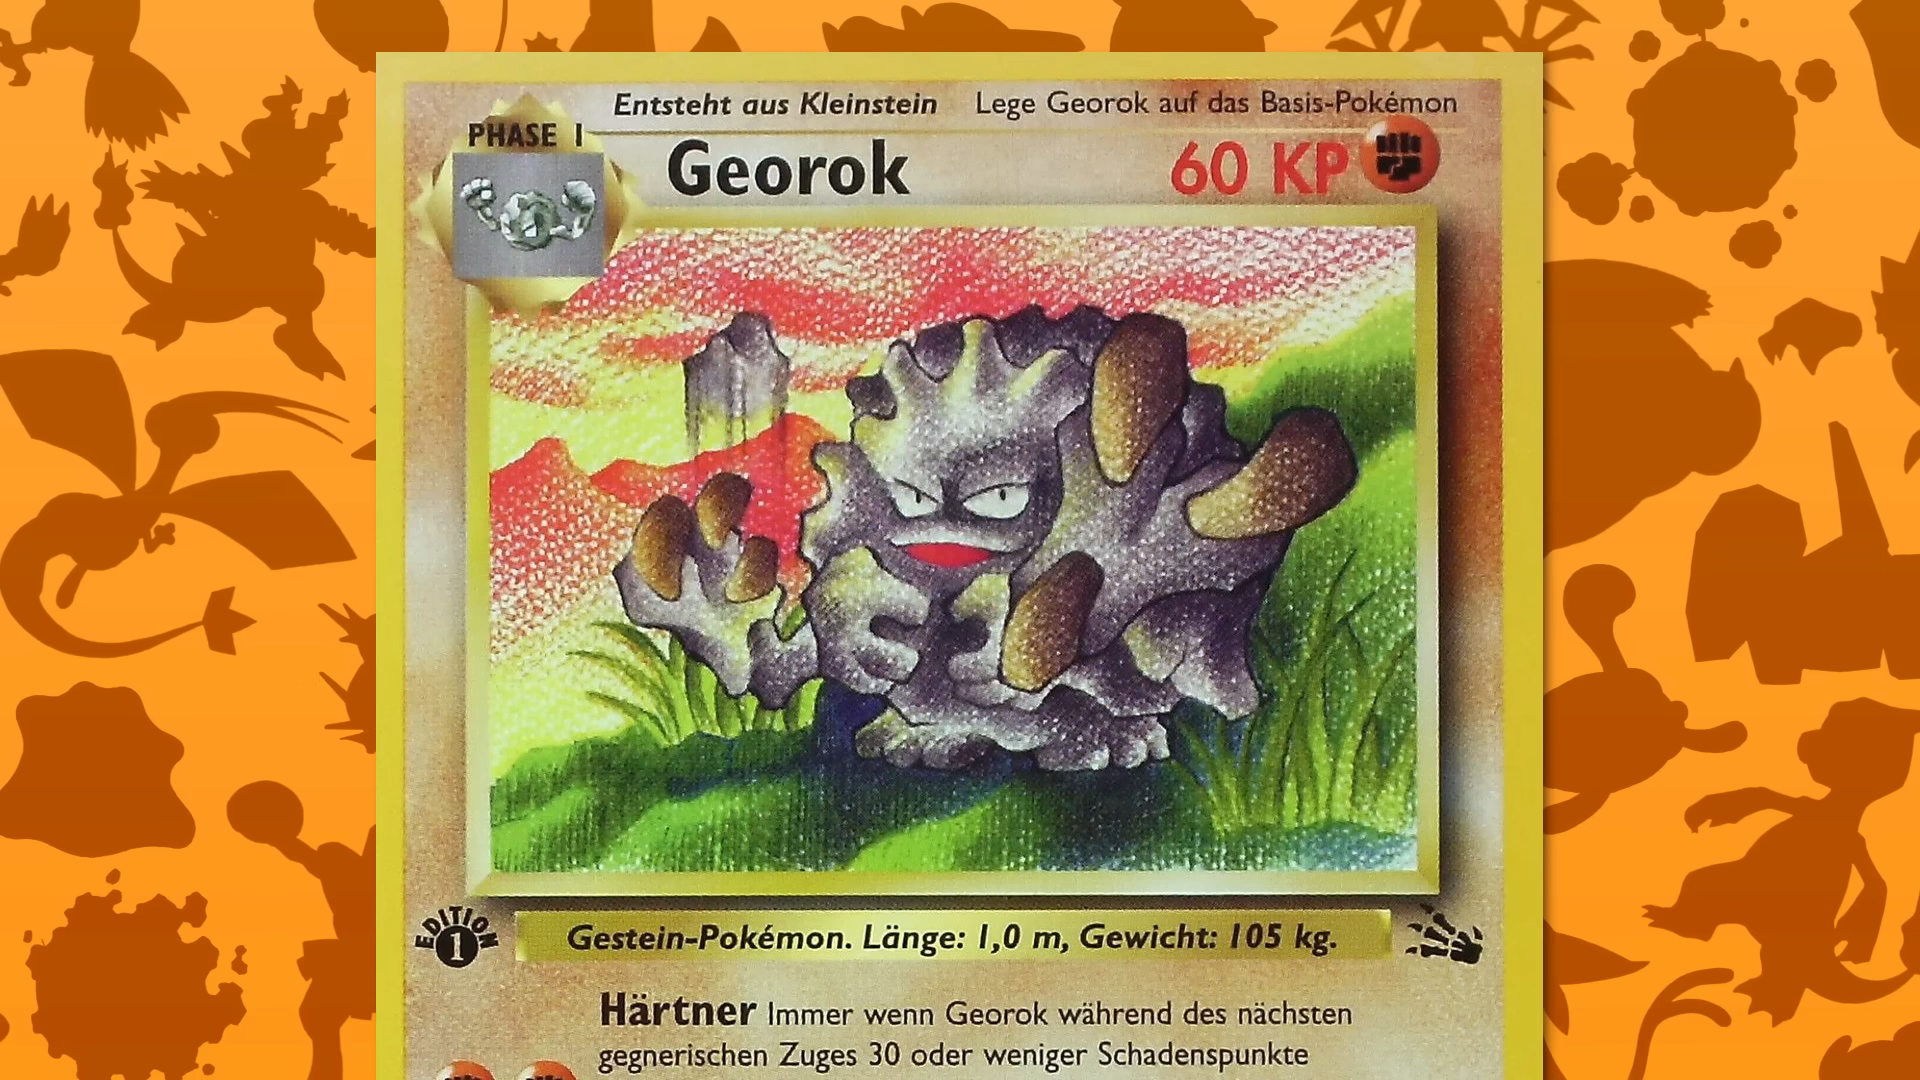 Entsteht aus Kleinstein Lege Georok auf das Basis-Pokémon
PHASE 1
Georok 60 KP
EDITION
1
Gestein-Pokémon. Länge: 1,0 m, Gewicht: 105 kg.
Härtner Immer wenn Georok während des nächsten
gegnerischen Zuges 30 oder weniger Schadenspunkte